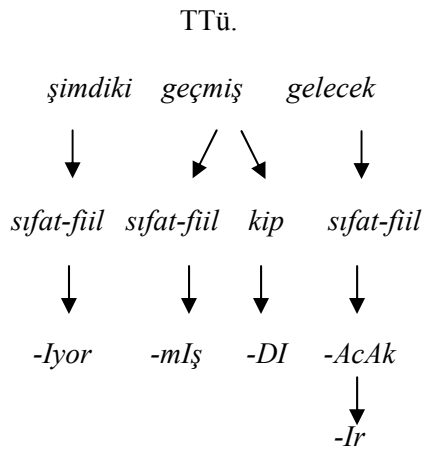 TTü.
şimdiki geçmiş gelecek
sıfat-fiil sıfat-fiil kip sıfat-fiil
-Iyor -mIş -DI -AcAk
-Ir